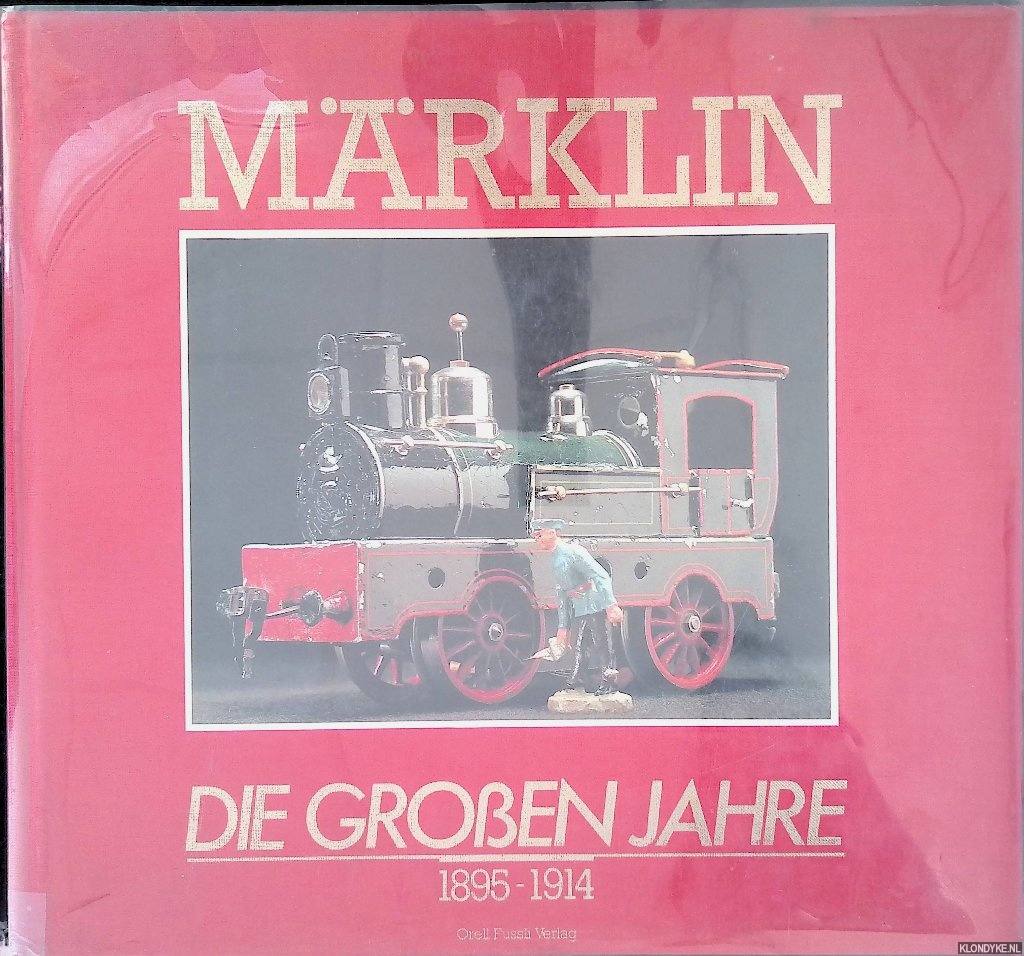 MÄRKLIN
DIE GROßEN JAHRE
1895-1914
Orell Füssli Verlag
KLONDYKE.NL